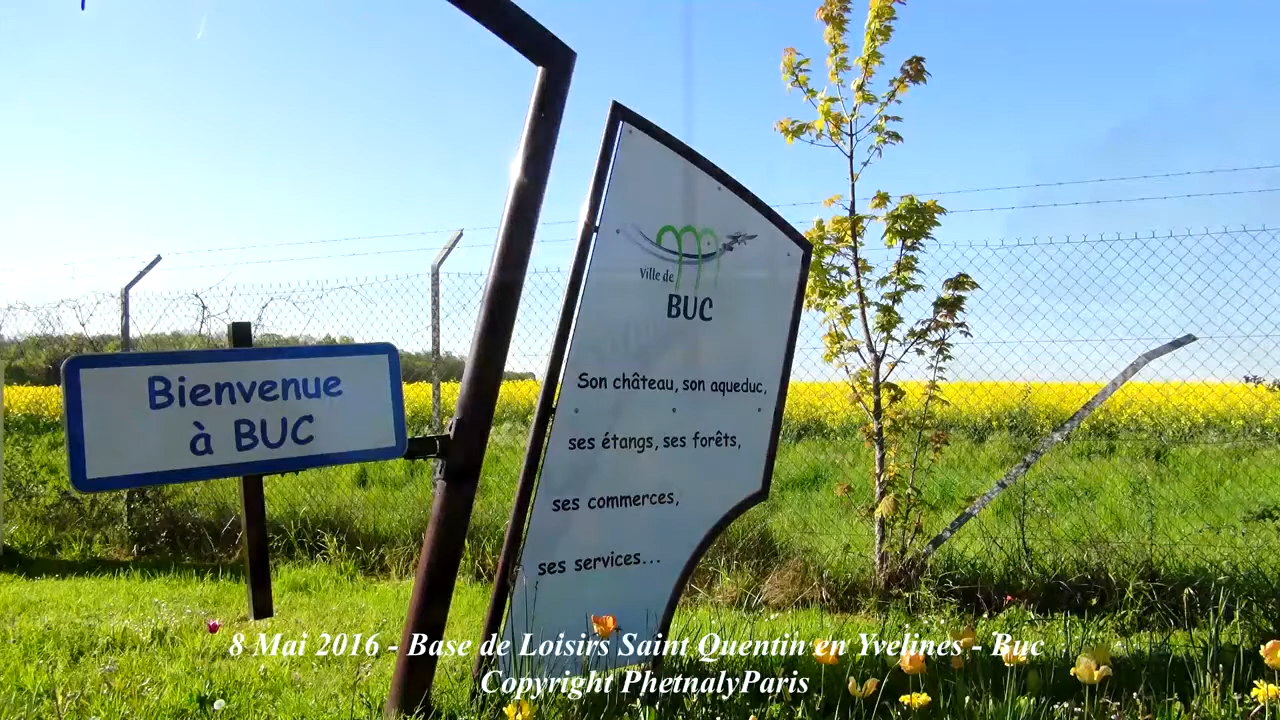 Bienvenue
à BUC
Ville de
BUC
Son château, son aqueduc,
ses étangs, ses forêts,
ses commerces,
ses services...
8 Mai 2016 - Base de Loisirs Saint Quentin en Yvelines - Buc
Copyright PhetnalyParis